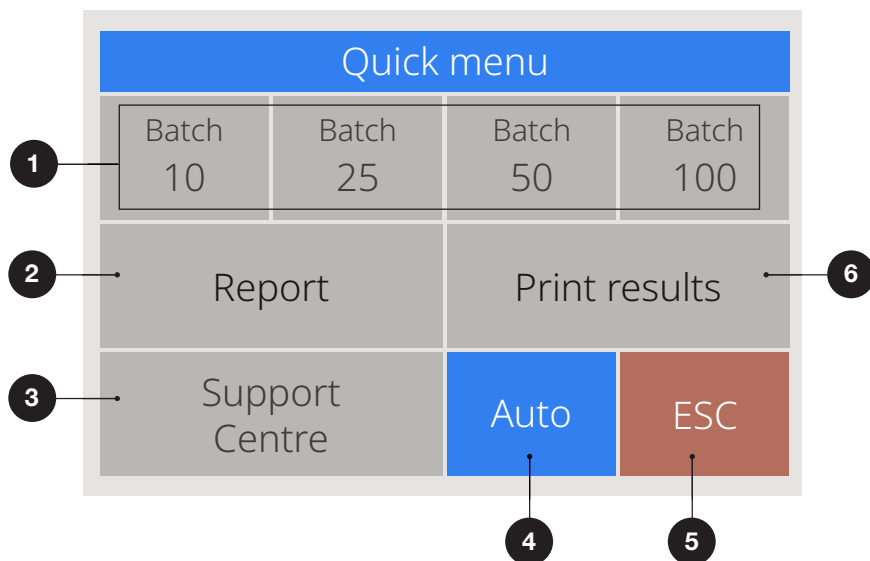 Quick menu
Batch Batch Batch Batch
1
10 25 50 100
2
Report Print results
6
3
Support
Centre
Auto ESC
4 5